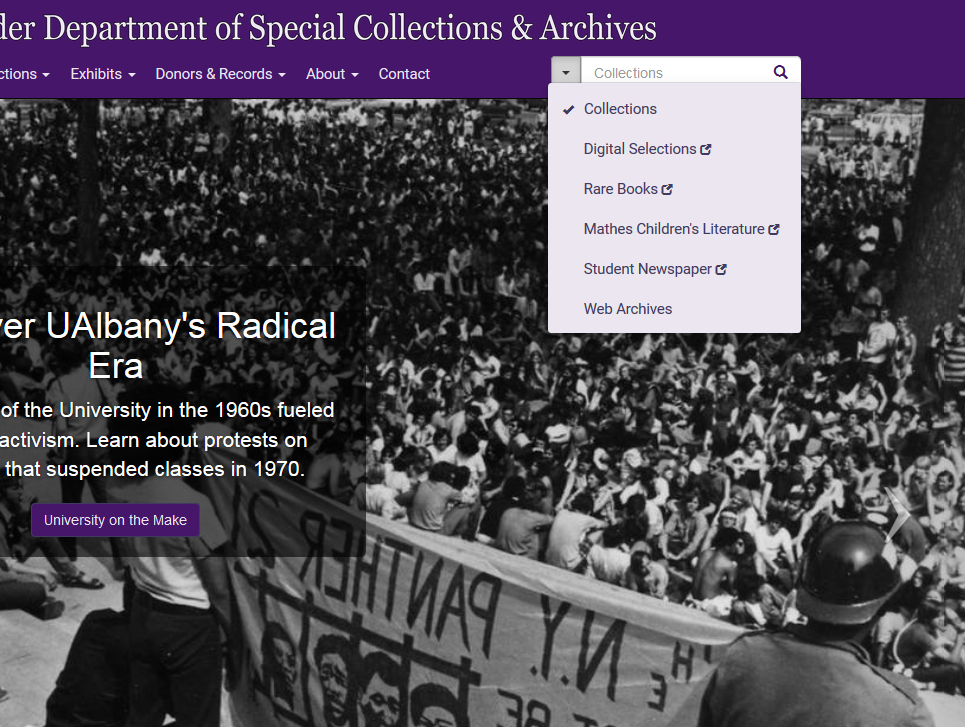 der Department of Special Collections & Archives
ctions Exhibits Donors & Records About Contact
Collections
Collections
Digital Selections
Rare Books
Mathes Children's Literature
Student Newspaper
Web Archives
ver UAlbany's Radical
Era
of the University in the 1960s fueled
activism. Learn about protests on
that suspended classes in 1970.
University on the Make
N.Y. PANTHER